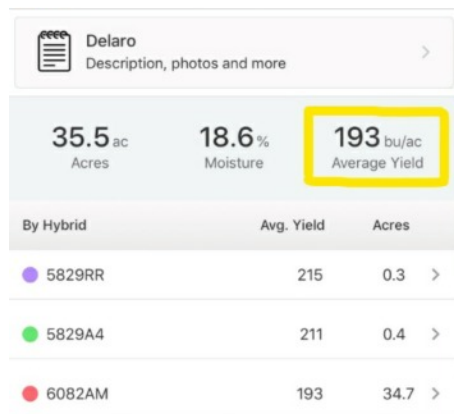 Delaro
Description, photos and more
35.5 ac 18.6 % 193 bu/ac
Acres Moisture Average Yield
By Hybrid Avg. Yield Acres
5829RR 215 0.3
5829A4 211 0.4
6082AM 193 34.7